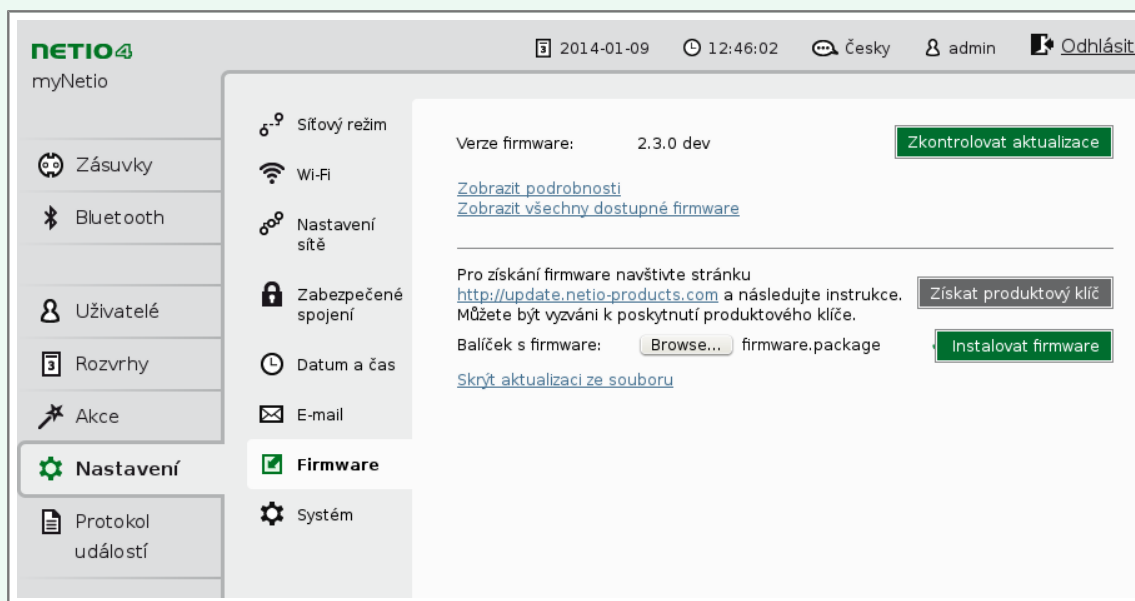 NETIO4
myNetio
2014-01-09 12:46:02 Česky admin Odhlásit
Zásuvky
Bluetooth
Uživatelé
Rozvrhy
Akce
Nastavení
Protokol
událostí
Síťový režim
Wi-Fi
Nastavení
sítě
Zabezpečené
spojení
Datum a čas
E-mail
Firmware
Systém
Verze firmware: 2.3.0 dev Zkontrolovat aktualizace
Zobrazit podrobnosti
Zobrazit všechny dostupné firmware
Pro získání firmware navštivte stránku
http://update.netio-products.com a následujte instrukce.
Můžete být vyzváni k poskytnutí produktového klíče.
Získat produktový klíč
Balíček s firmware: Browse... firmware.package Instalovat firmware
Skrýt aktualizaci ze souboru